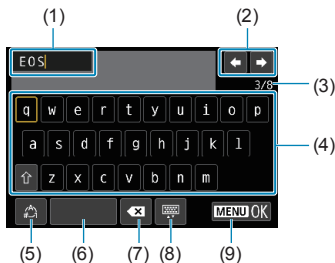 (1) (2)
EOS
3/8 (3)
q w e r t y u i o p
a s d f g h j k l (4)
z x c v b n m
MENU OK
(5) (6) (7) (8) (9)